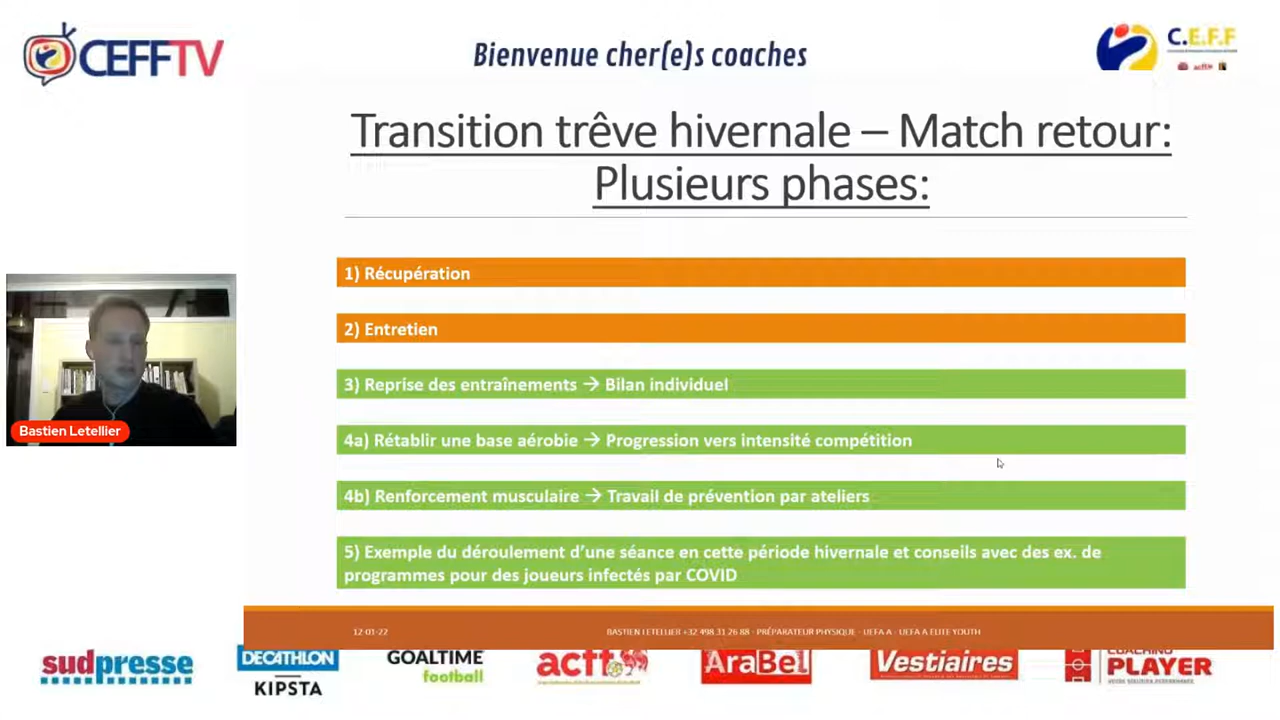 CEFFTV
Bienvenue cher(e)s coaches
C.E.F.F
Transition trêve hivernale – Match retour:
Plusieurs phases:
1) Récupération
2) Entretien
3) Reprise des entraînements → Bilan individuel
4a) Rétablir une base aérobie → Progression vers intensité compétition
4b) Renforcement musculaire → Travail de prévention par ateliers
5) Exemple du déroulement d’une séance en cette période hivernale et conseils avec des ex. de
programmes pour des joueurs infectés par COVID
Bastien Letellier
12-01-22
BASTIEN LETELLIER +32 498 31 26 88 - PRÉPARATEUR PHYSIQUE - UEFA A - UEFA A ELITE YOUTH
sudpresse
DECATHLON
KIPSTA
GOALTIME
football
acff
AraBel
Vestiaires
COACHING
PLAYER